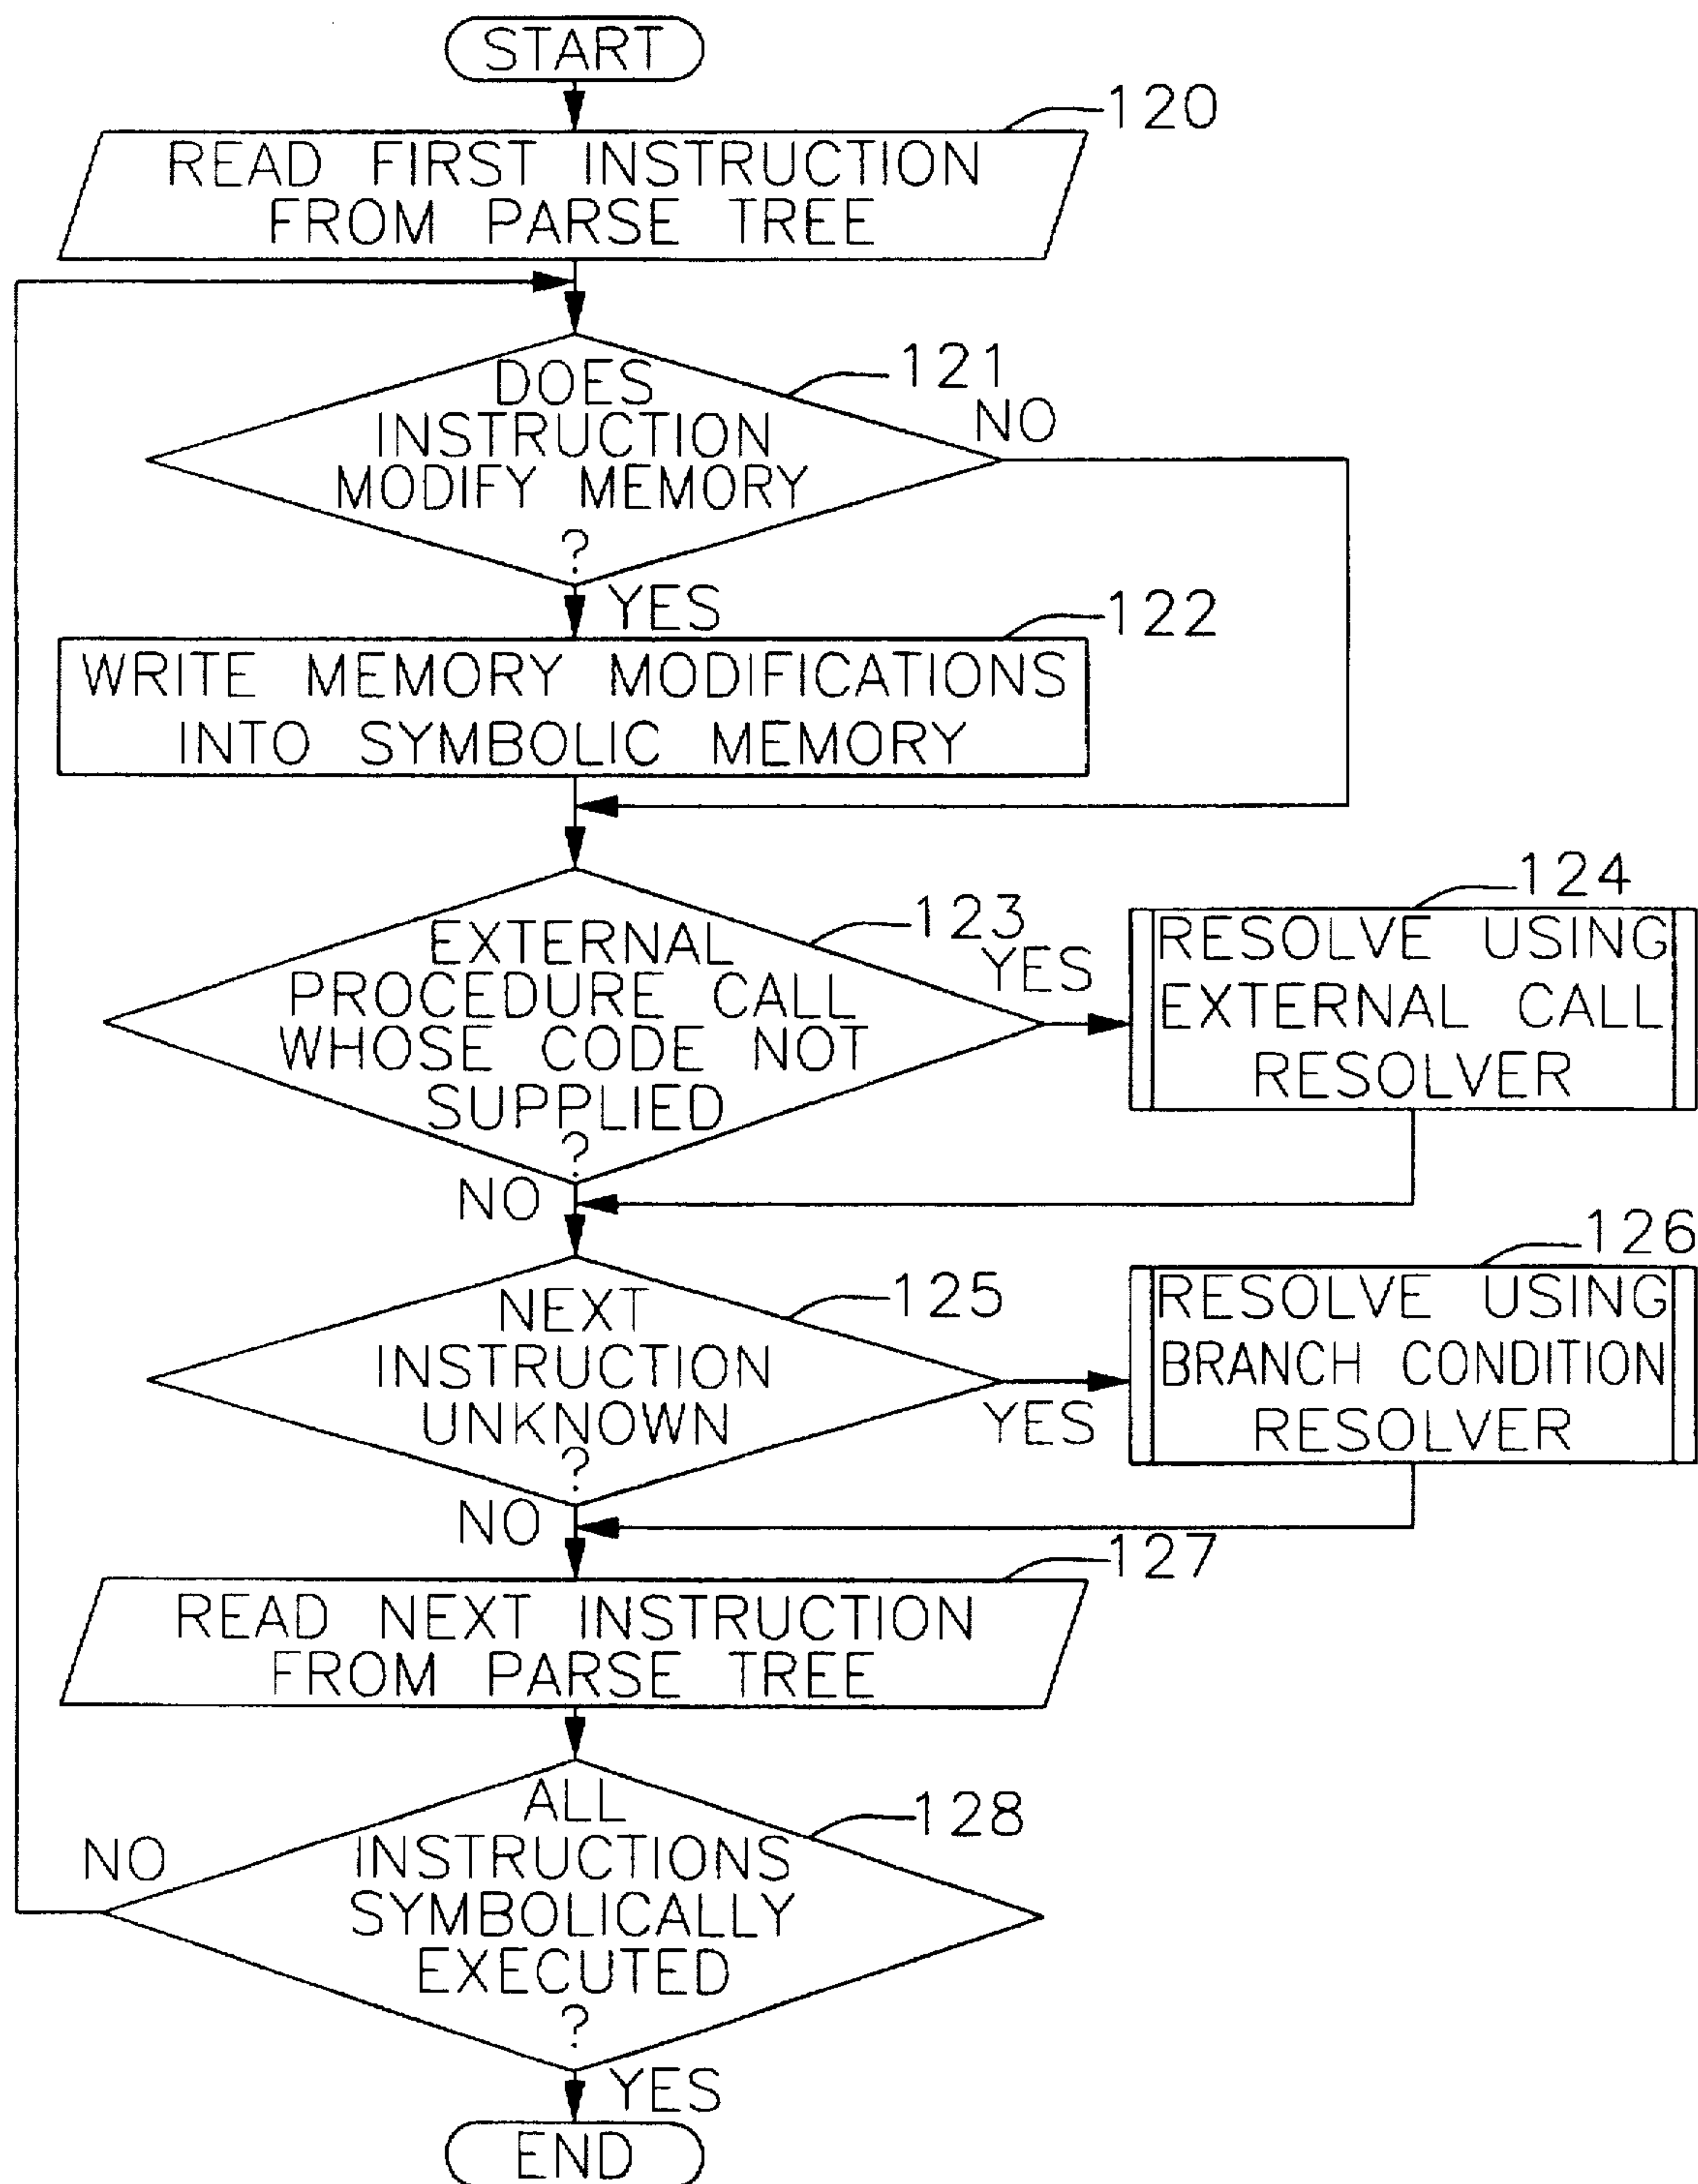 START
120
READ FIRST INSTRUCTION
FROM PARSE TREE
121
DOES
INSTRUCTION
MODIFY MEMORY
?
NO
YES
122
WRITE MEMORY MODIFICATIONS
INTO SYMBOLIC MEMORY
123
EXTERNAL
PROCEDURE CALL
WHOSE CODE NOT
SUPPLIED
?
YES
124
RESOLVE USING
EXTERNAL CALL
RESOLVER
NO
125
NEXT
INSTRUCTION
UNKNOWN
?
YES
126
RESOLVE USING
BRANCH CONDITION
RESOLVER
NO
127
READ NEXT INSTRUCTION
FROM PARSE TREE
128
ALL
INSTRUCTIONS
SYMBOLICALLY
EXECUTED
?
NO
YES
END